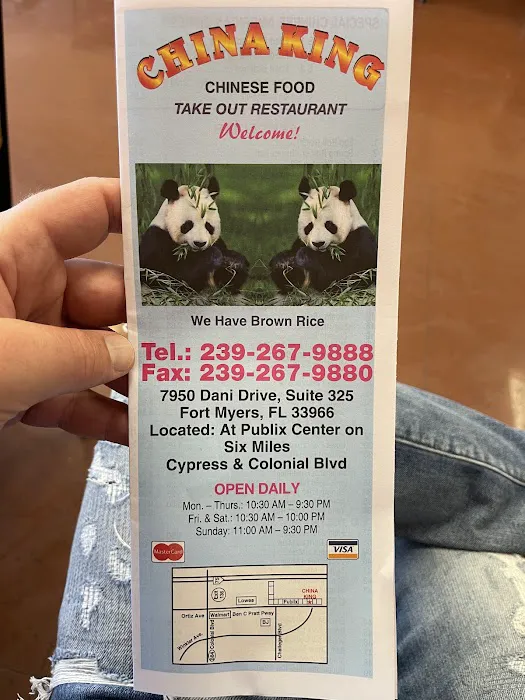 CHINA KING
CHINESE FOOD
TAKE OUT RESTAURANT
Welcome!
We Have Brown Rice
Tel.: 239-267-9888
Fax: 239-267-9880
7950 Dani Drive, Suite 325
Fort Myers, FL 33966
Located: At Publix Center on
Six Miles
Cypress & Colonial Blvd
OPEN DAILY
Mon. – Thurs.: 10:30 AM – 9:30 PM
Fri. & Sat.: 10:30 AM – 10:00 PM
Sunday: 11:00 AM – 9:30 PM
MasterCard
VISA
CHINA
KING
Lowes
Publix
Ortiz Ave
Walmart
Ben C Pratt Pkwy
BJ
Winkler Ave.
Colonial Blvd